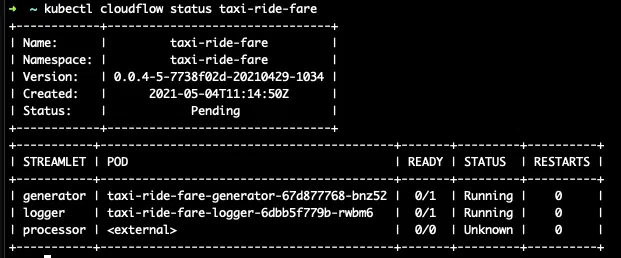 ➜ ~ kubectl cloudflow status taxi-ride-fare
+------------+--------------------------------+
| Name: | taxi-ride-fare |
| Namespace: | taxi-ride-fare |
| Version: | 0.0.4-5-7738f02d-20210429-1034 |
| Created: | 2021-05-04T11:14:50Z |
| Status: | Pending |
+------------+--------------------------------+
+-----------+------------------------------------------+-------+---------+----------+
| STREAMLET | POD | READY | STATUS | RESTARTS |
+-----------+------------------------------------------+-------+---------+----------+
| generator | taxi-ride-fare-generator-67d877768-bnz52 | 0/1 | Running | 0 |
| logger | taxi-ride-fare-logger-6dbb5f779b-rwbm6 | 0/1 | Running | 0 |
| processor | <external> | 0/0 | Unknown | 0 |
+-----------+------------------------------------------+-------+---------+----------+